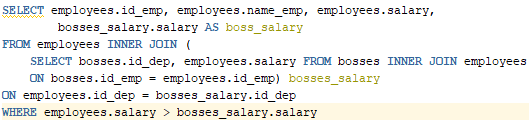 SELECT employees.id_emp, employees.name_emp, employees.salary,
bosses_salary.salary AS boss_salary
FROM employees INNER JOIN (
SELECT bosses.id_dep, employees.salary FROM bosses INNER JOIN employees
ON bosses.id_emp = employees.id_emp) bosses_salary
ON employees.id_dep = bosses_salary.id_dep
WHERE employees.salary > bosses_salary.salary